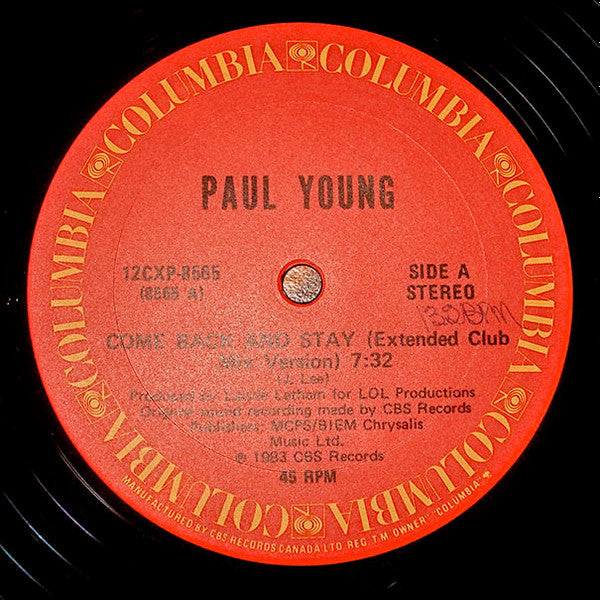 COLUMBIA COLUMBIA COLUMBIA COLUMBIA COLUMBIA COLUMBIA COLUMBIA COLUMBIA
PAUL YOUNG
12CXP-8565
(8565 A)
SIDE A
STEREO
132BPM
COME BACK AND STAY (Extended Club
Mix Version) 7:32
(J. Lee)
Produced by: Laurie Latham for LOL Productions
Original sound recording made by CBS Records
Publishers: MCPS/BIEM Chrysalis
Music Ltd.
℗ 1983 CBS Records
45 RPM
MANUFACTURED BY CBS RECORDS CANADA LTD REG. T.M. OWNER "COLUMBIA"